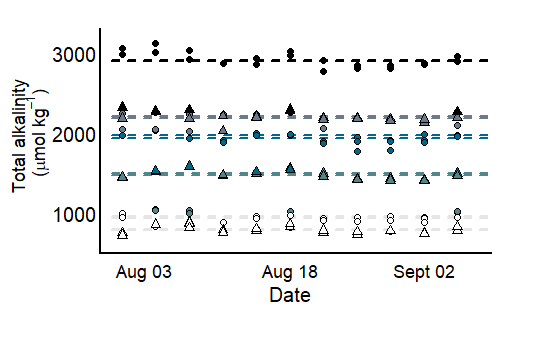 Total alkalinity
(μmol kg⁻¹)
3000
2000
1000
Aug 03
Aug 18
Sept 02
Date